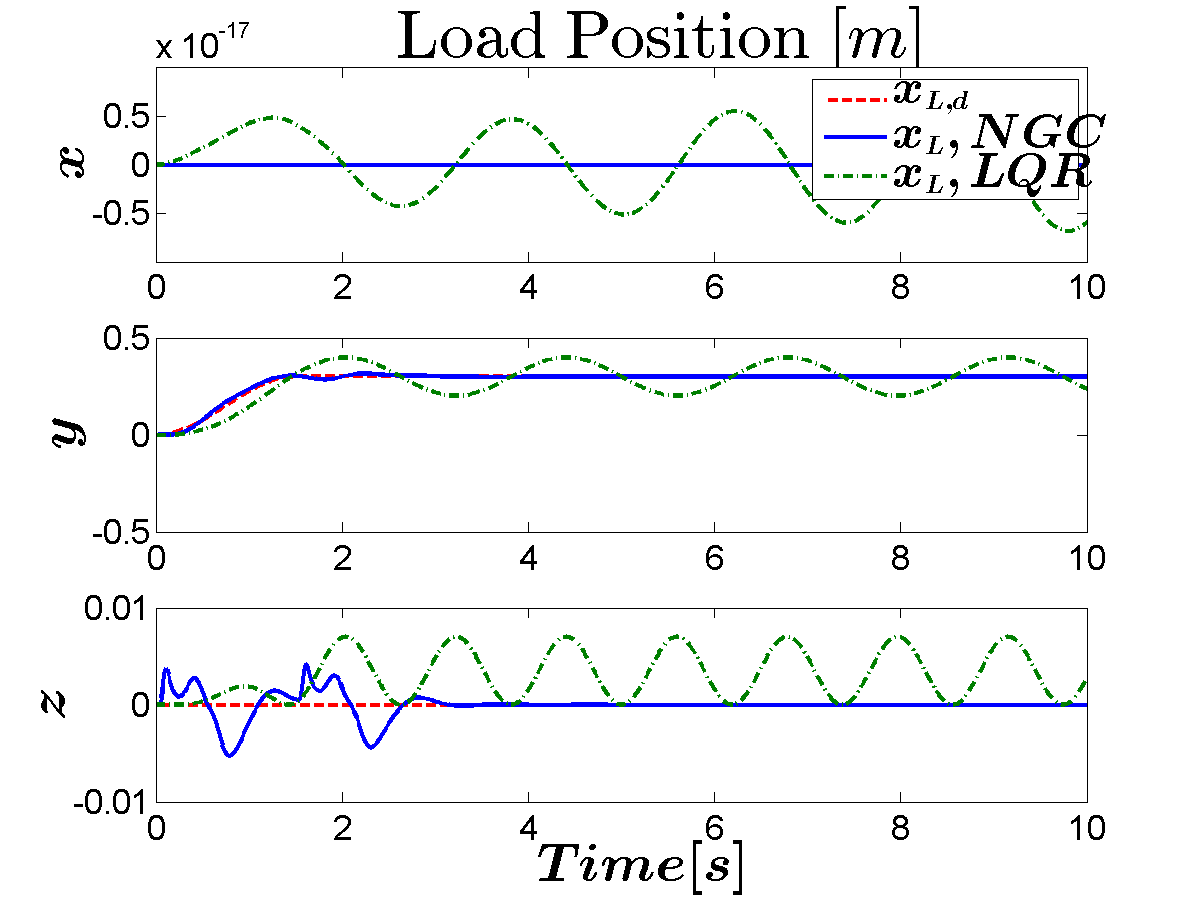 x 10^-17
Load Position [m]
0.5
0
-0.5
x
x_{L,d}
x_L, NGC
x_L, LQR
0 2 4 6 8 10
0.5
0
-0.5
y
0 2 4 6 8 10
0.01
0
-0.01
z
0 2 4 6 8 10
Time[s]